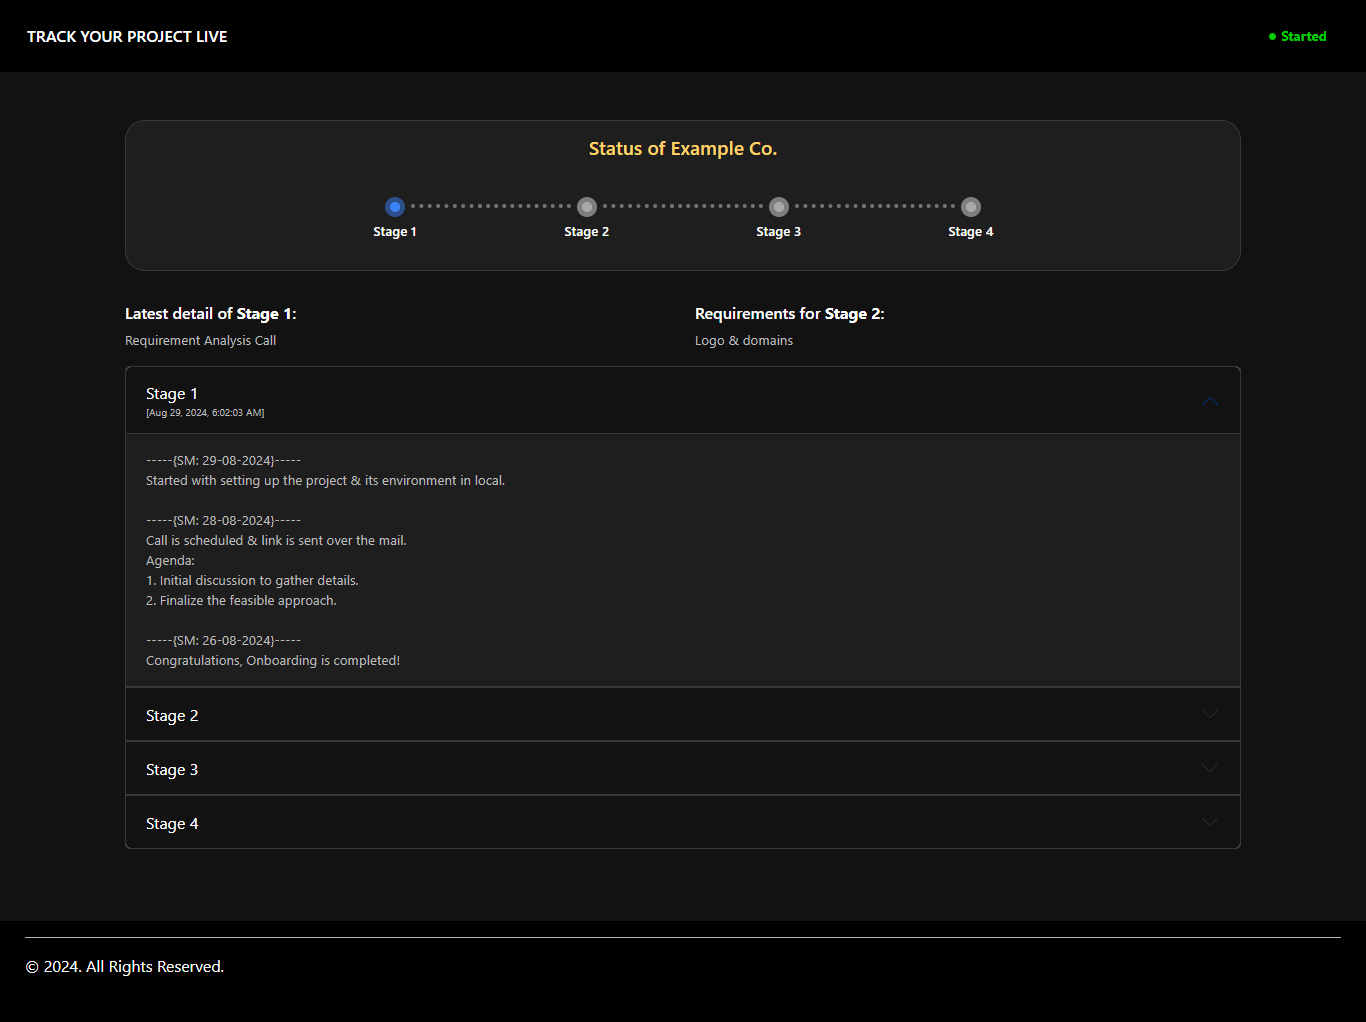 TRACK YOUR PROJECT LIVE
Started
Status of Example Co.
Stage 1
Stage 2
Stage 3
Stage 4
Latest detail of Stage 1:
Requirement Analysis Call
Requirements for Stage 2:
Logo & domains
Stage 1
[Aug 29, 2024, 6:02:03 AM]
-----{SM: 29-08-2024}-----
Started with setting up the project & its environment in local.
-----{SM: 28-08-2024}-----
Call is scheduled & link is sent over the mail.
Agenda:
1. Initial discussion to gather details.
2. Finalize the feasible approach.
-----{SM: 26-08-2024}-----
Congratulations, Onboarding is completed!
Stage 2
Stage 3
Stage 4
© 2024. All Rights Reserved.